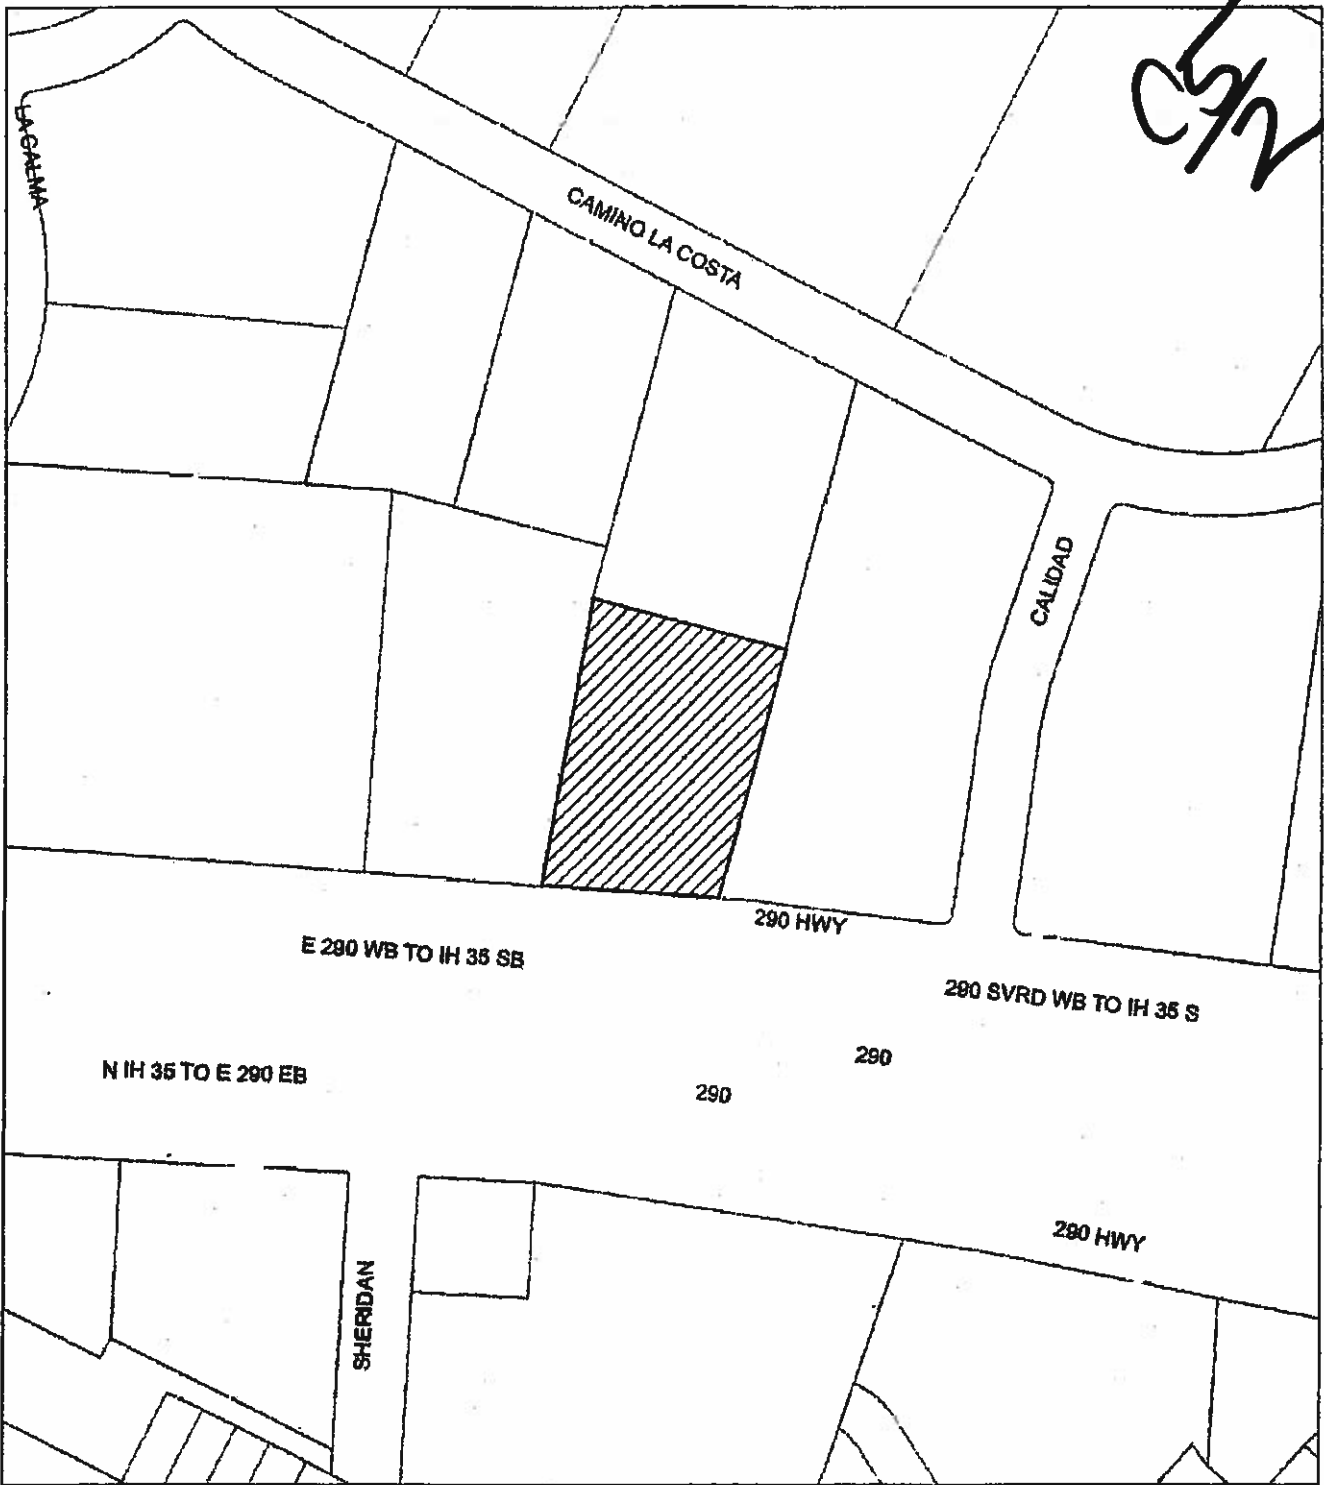 C5/2
LA CALMA
CAMINO LA COSTA
CALIDAD
290 HWY
E 290 WB TO IH 35 SB
290 SVRD WB TO IH 35 S
290
N IH 35 TO E 290 EB
290
290 HWY
SHERIDAN